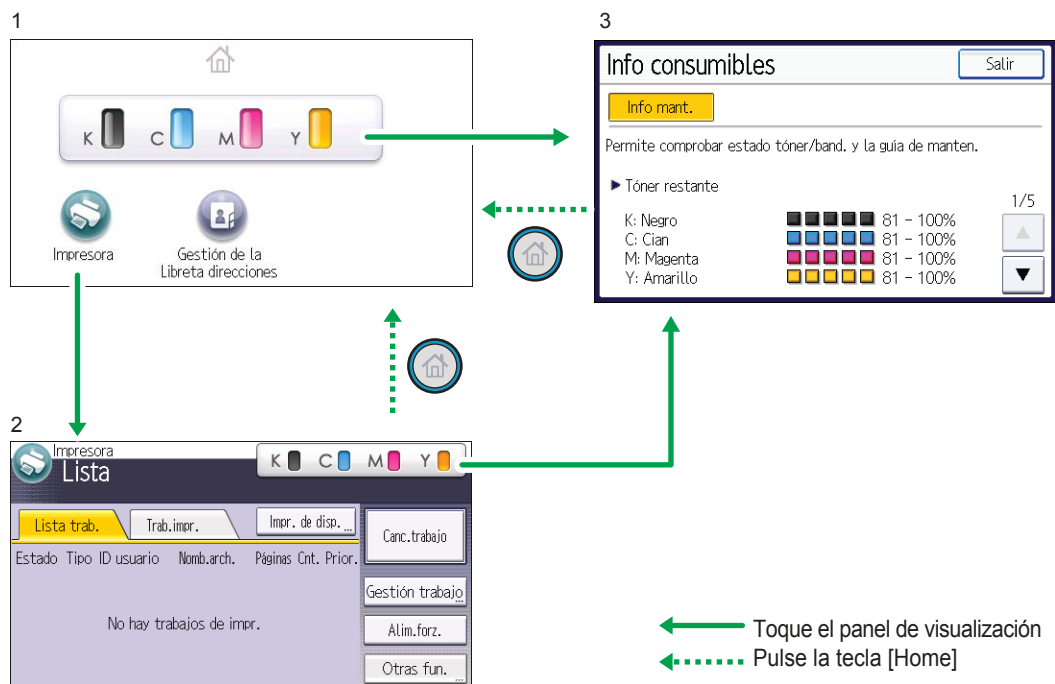 1
K C M Y
Impresora
Gestión de la
Libreta direcciones
3
Info consumibles
Salir
Info mant.
Permite comprobar estado tóner/band. y la guia de manten.
Tóner restante
1/5
K: Negro 81 - 100%
C: Cian 81 - 100%
M: Magenta 81 - 100%
Y: Amarillo 81 - 100%
2
Impresora
Lista
K C M Y
Lista trab.
Trab.impr.
Impr. de disp.
Canc.trabajo
Estado Tipo ID usuario Nomb.arch. Páginas Cnt. Prior.
Gestión trabajo
No hay trabajos de impr.
Alim.forz.
Otras fun.
Toque el panel de visualización
Pulse la tecla [Home]